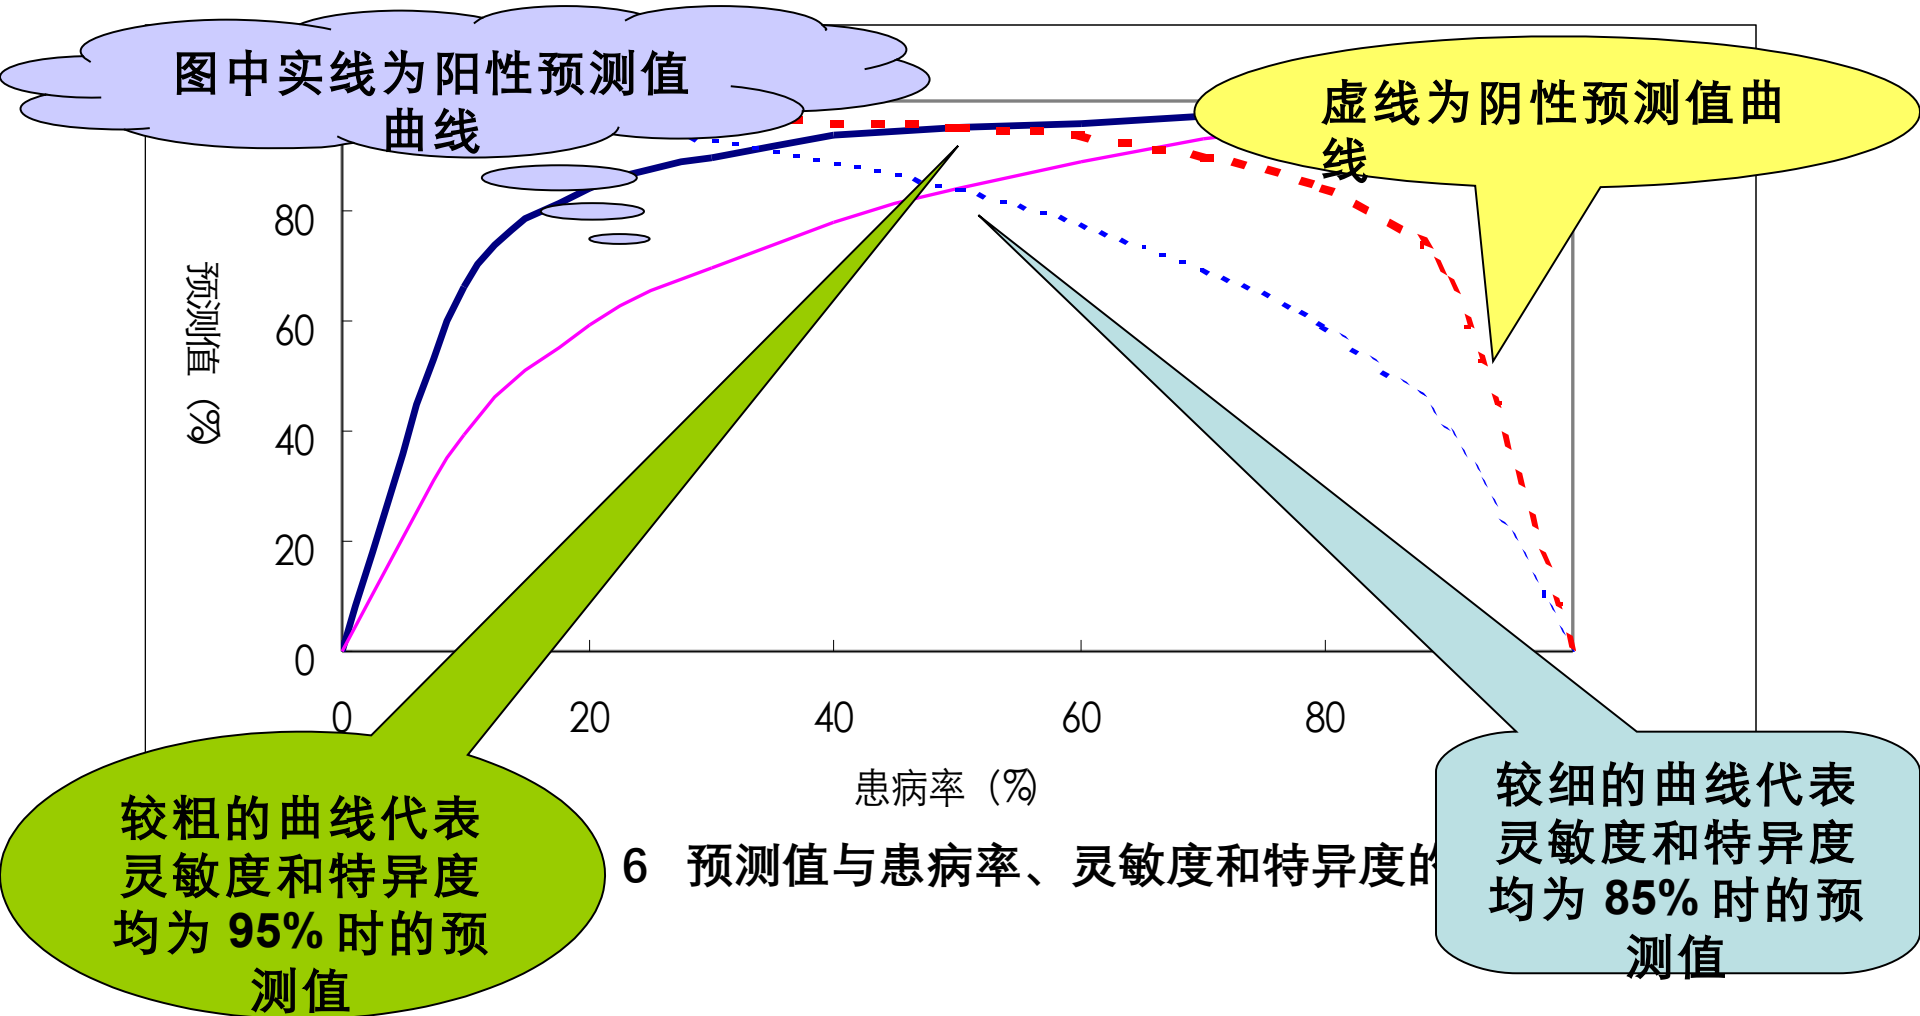 图中实线为阳性预测值
曲线
虚线为阴性预测值曲
线
80
60
40
20
0
预测值（%）
0
20
40
60
80
患病率（%）
6 预测值与患病率、灵敏度和特异度的
较粗的曲线代表
灵敏度和特异度
均为 95% 时的预
测值
较细的曲线代表
灵敏度和特异度
均为 85% 时的预
测值